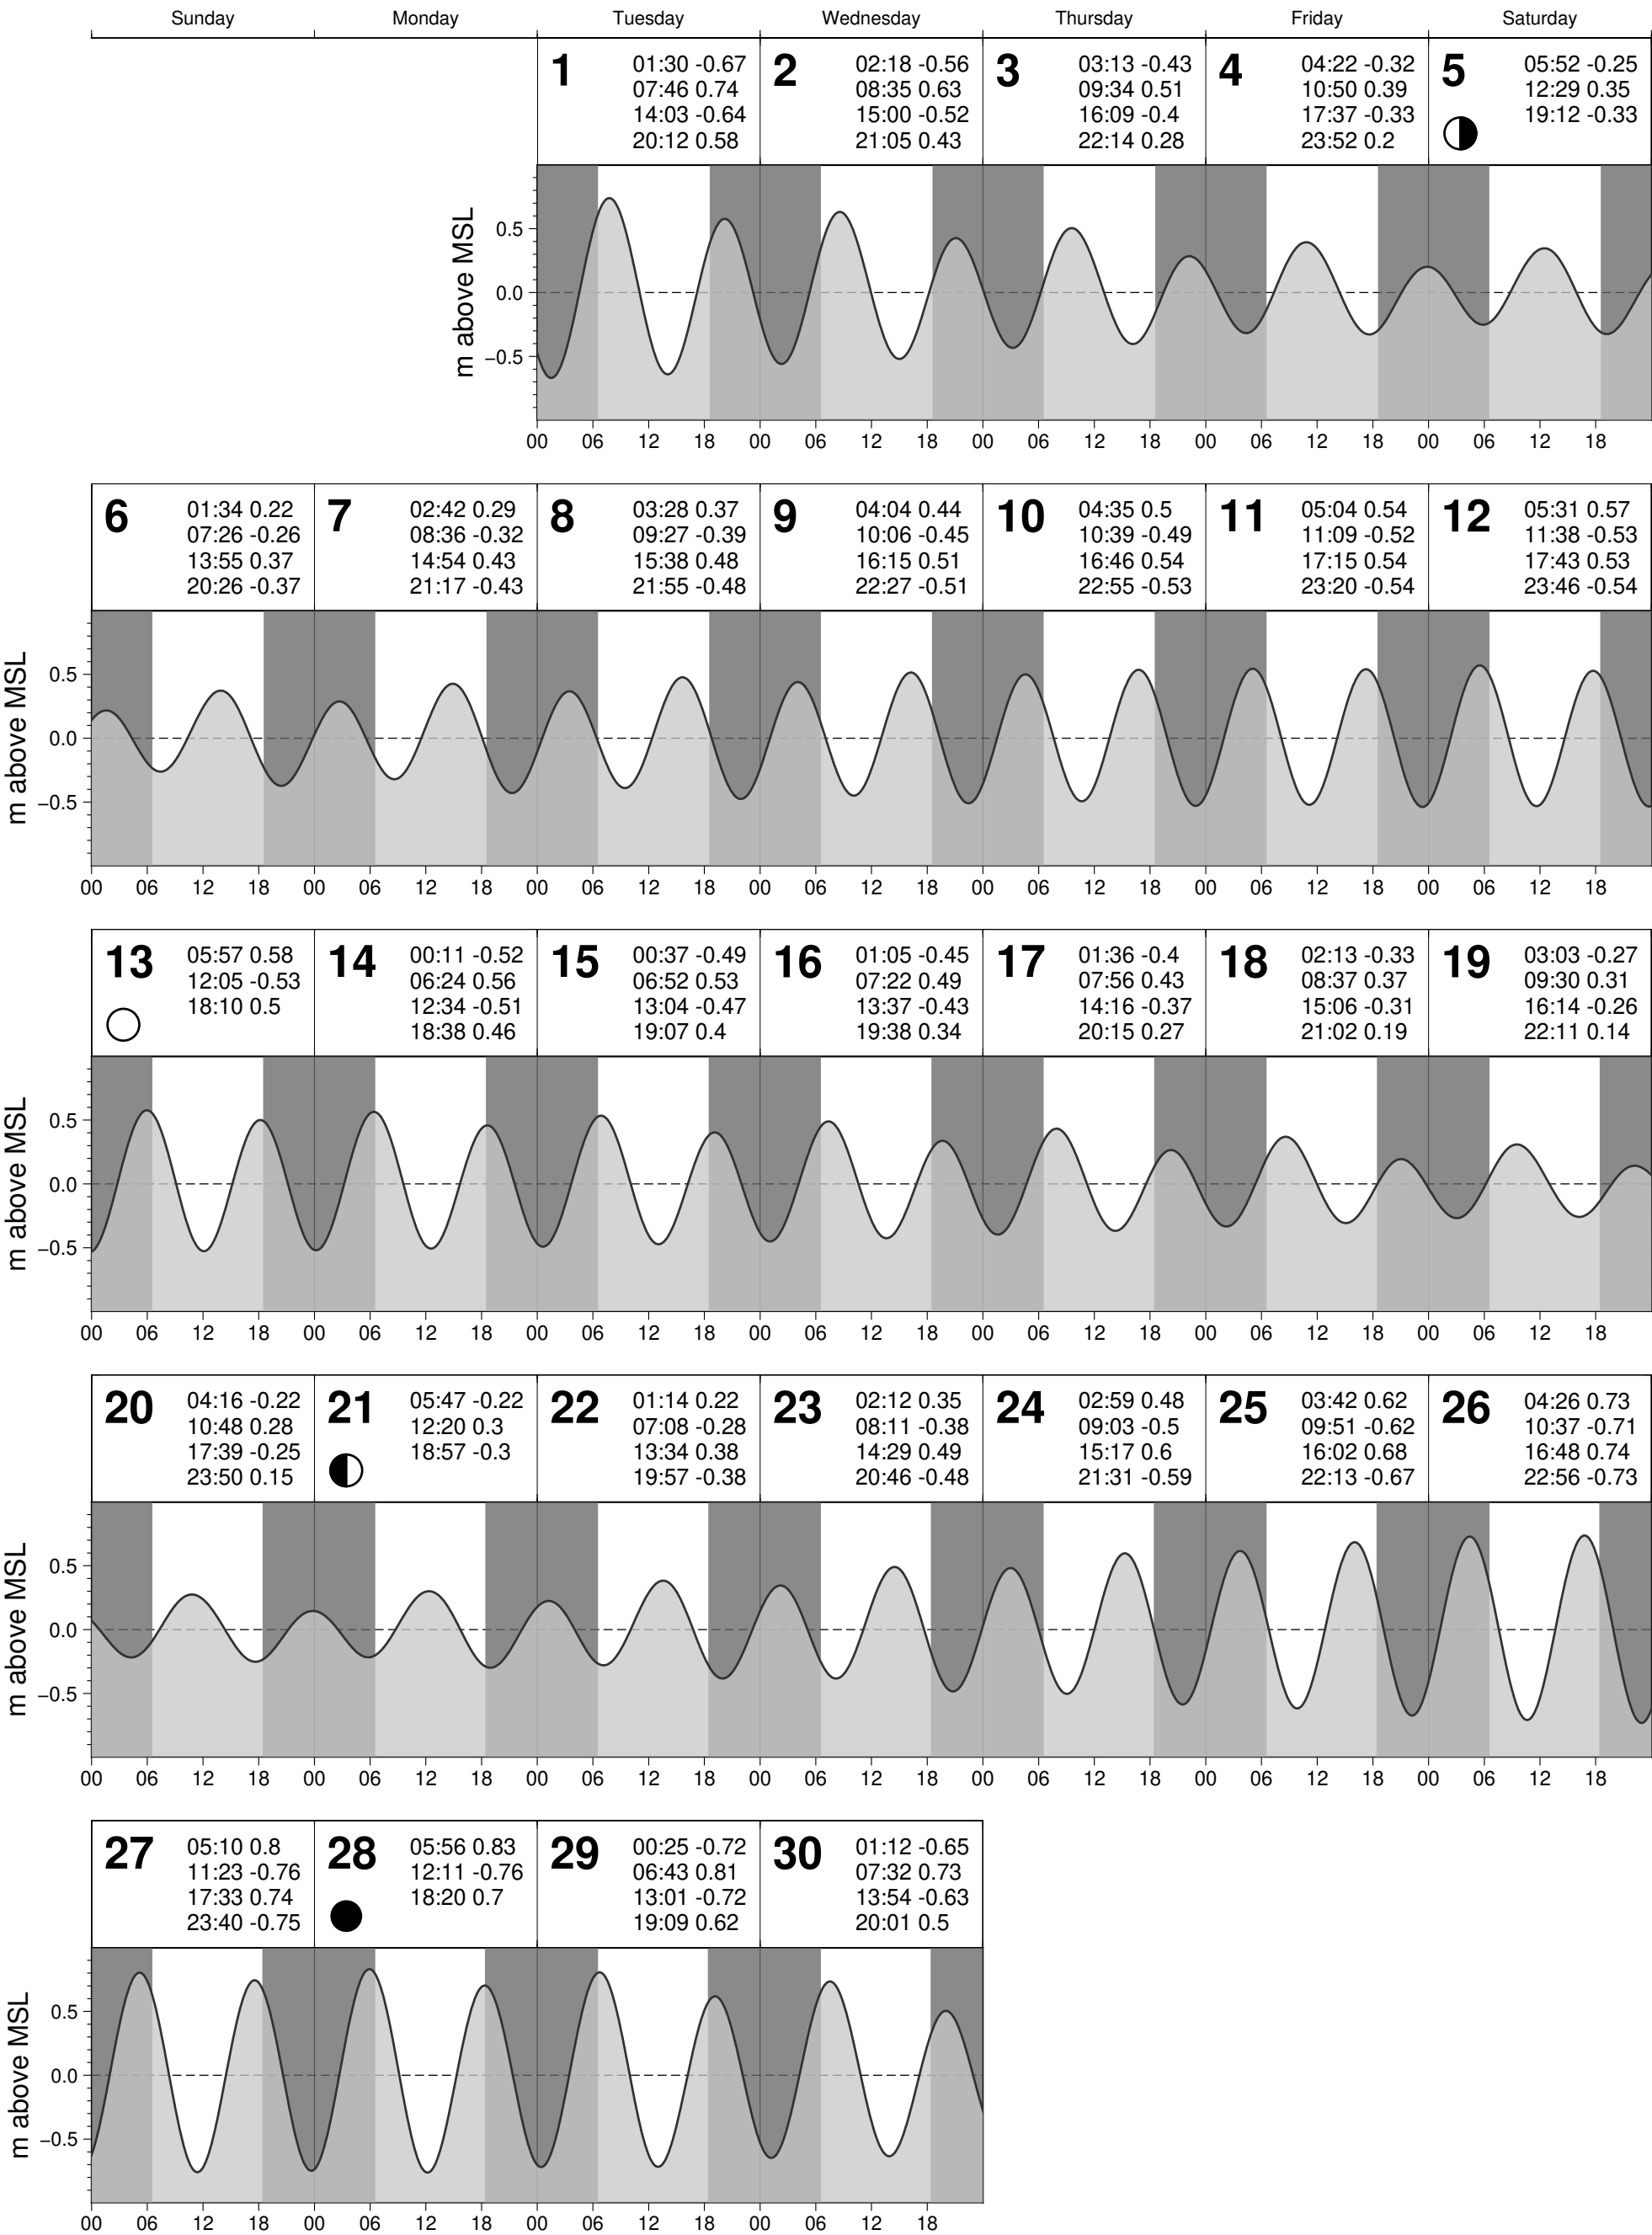 Sunday Monday Tuesday Wednesday Thursday Friday Saturday
1 01:30 -0.67
07:46 0.74
14:03 -0.64
20:12 0.58
2 02:18 -0.56
08:35 0.63
15:00 -0.52
21:05 0.43
3 03:13 -0.43
09:34 0.51
16:09 -0.4
22:14 0.28
4 04:22 -0.32
10:50 0.39
17:37 -0.33
23:52 0.2
5 05:52 -0.25
12:29 0.35
19:12 -0.33
m above MSL
0.5
0.0
−0.5
00 06 12 18 00 06 12 18 00 06 12 18 00 06 12 18 00 06 12 18
6 01:34 0.22
07:26 -0.26
13:55 0.37
20:26 -0.37
7 02:42 0.29
08:36 -0.32
14:54 0.43
21:17 -0.43
8 03:28 0.37
09:27 -0.39
15:38 0.48
21:55 -0.48
9 04:04 0.44
10:06 -0.45
16:15 0.51
22:27 -0.51
10 04:35 0.5
10:39 -0.49
16:46 0.54
22:55 -0.53
11 05:04 0.54
11:09 -0.52
17:15 0.54
23:20 -0.54
12 05:31 0.57
11:38 -0.53
17:43 0.53
23:46 -0.54
m above MSL
0.5
0.0
−0.5
00 06 12 18 00 06 12 18 00 06 12 18 00 06 12 18 00 06 12 18 00 06 12 18 00 06 12 18
13 05:57 0.58
12:05 -0.53
18:10 0.5
14 00:11 -0.52
06:24 0.56
12:34 -0.51
18:38 0.46
15 00:37 -0.49
06:52 0.53
13:04 -0.47
19:07 0.4
16 01:05 -0.45
07:22 0.49
13:37 -0.43
19:38 0.34
17 01:36 -0.4
07:56 0.43
14:16 -0.37
20:15 0.27
18 02:13 -0.33
08:37 0.37
15:06 -0.31
21:02 0.19
19 03:03 -0.27
09:30 0.31
16:14 -0.26
22:11 0.14
m above MSL
0.5
0.0
−0.5
00 06 12 18 00 06 12 18 00 06 12 18 00 06 12 18 00 06 12 18 00 06 12 18 00 06 12 18
20 04:16 -0.22
10:48 0.28
17:39 -0.25
23:50 0.15
21 05:47 -0.22
12:20 0.3
18:57 -0.3
22 01:14 0.22
07:08 -0.28
13:34 0.38
19:57 -0.38
23 02:12 0.35
08:11 -0.38
14:29 0.49
20:46 -0.48
24 02:59 0.48
09:03 -0.5
15:17 0.6
21:31 -0.59
25 03:42 0.62
09:51 -0.62
16:02 0.68
22:13 -0.67
26 04:26 0.73
10:37 -0.71
16:48 0.74
22:56 -0.73
m above MSL
0.5
0.0
−0.5
00 06 12 18 00 06 12 18 00 06 12 18 00 06 12 18 00 06 12 18 00 06 12 18 00 06 12 18
27 05:10 0.8
11:23 -0.76
17:33 0.74
23:40 -0.75
28 05:56 0.83
12:11 -0.76
18:20 0.7
29 00:25 -0.72
06:43 0.81
13:01 -0.72
19:09 0.62
30 01:12 -0.65
07:32 0.73
13:54 -0.63
20:01 0.5
m above MSL
0.5
0.0
−0.5
00 06 12 18 00 06 12 18 00 06 12 18 00 06 12 18